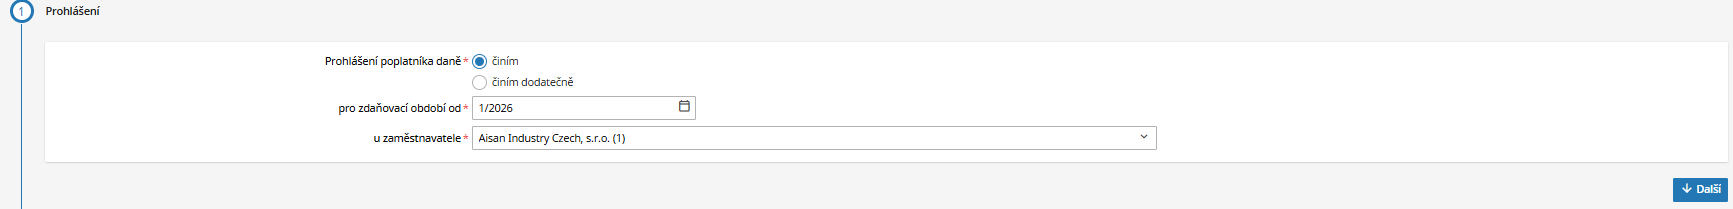 1 Prohlášení
Prohlášení poplatníka daně * činím
činím dodatečně
pro zdaňovací období od * 1/2026
u zaměstnavatele * Aisan Industry Czech, s.r.o. (1)
Další